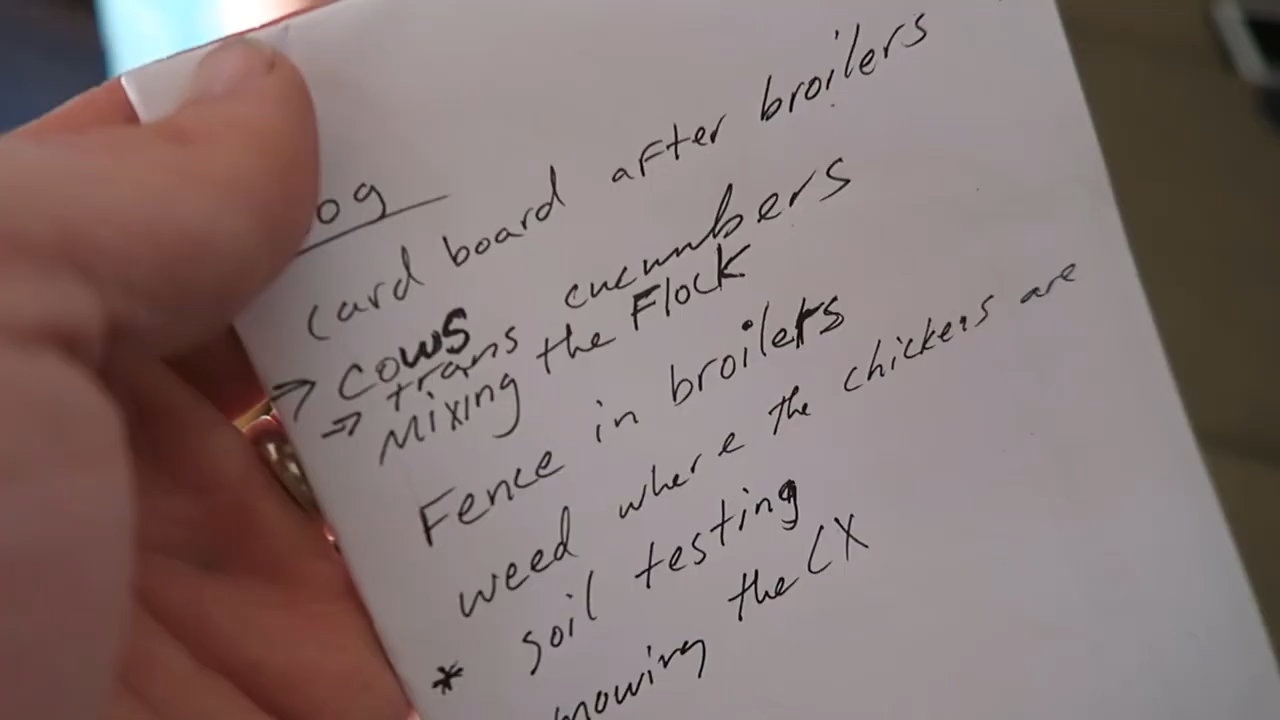 og
card board after broilers
→ cows
⇒ trans cucumbers
Mixing the Flock
Fence in broilers
weed where the chickens are
* soil testing
mowing the CX